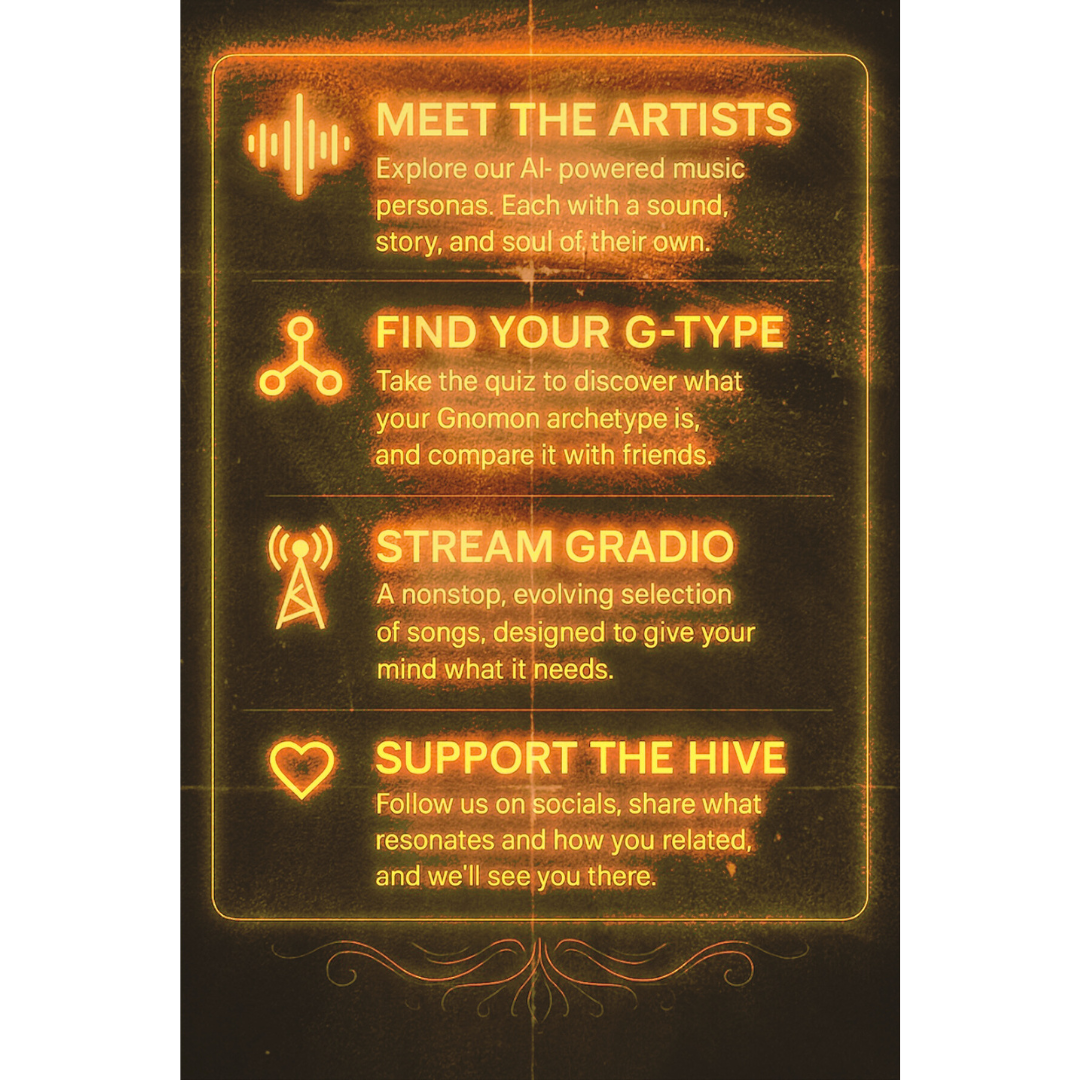 MEET THE ARTISTS
Explore our AI- powered music
personas. Each with a sound,
story, and soul of their own.
FIND YOUR G-TYPE
Take the quiz to discover what
your Gnomon archetype is,
and compare it with friends.
STREAM GRADIO
A nonstop, evolving selection
of songs, designed to give your
mind what it needs.
SUPPORT THE HIVE
Follow us on socials, share what
resonates and how you related,
and we'll see you there.